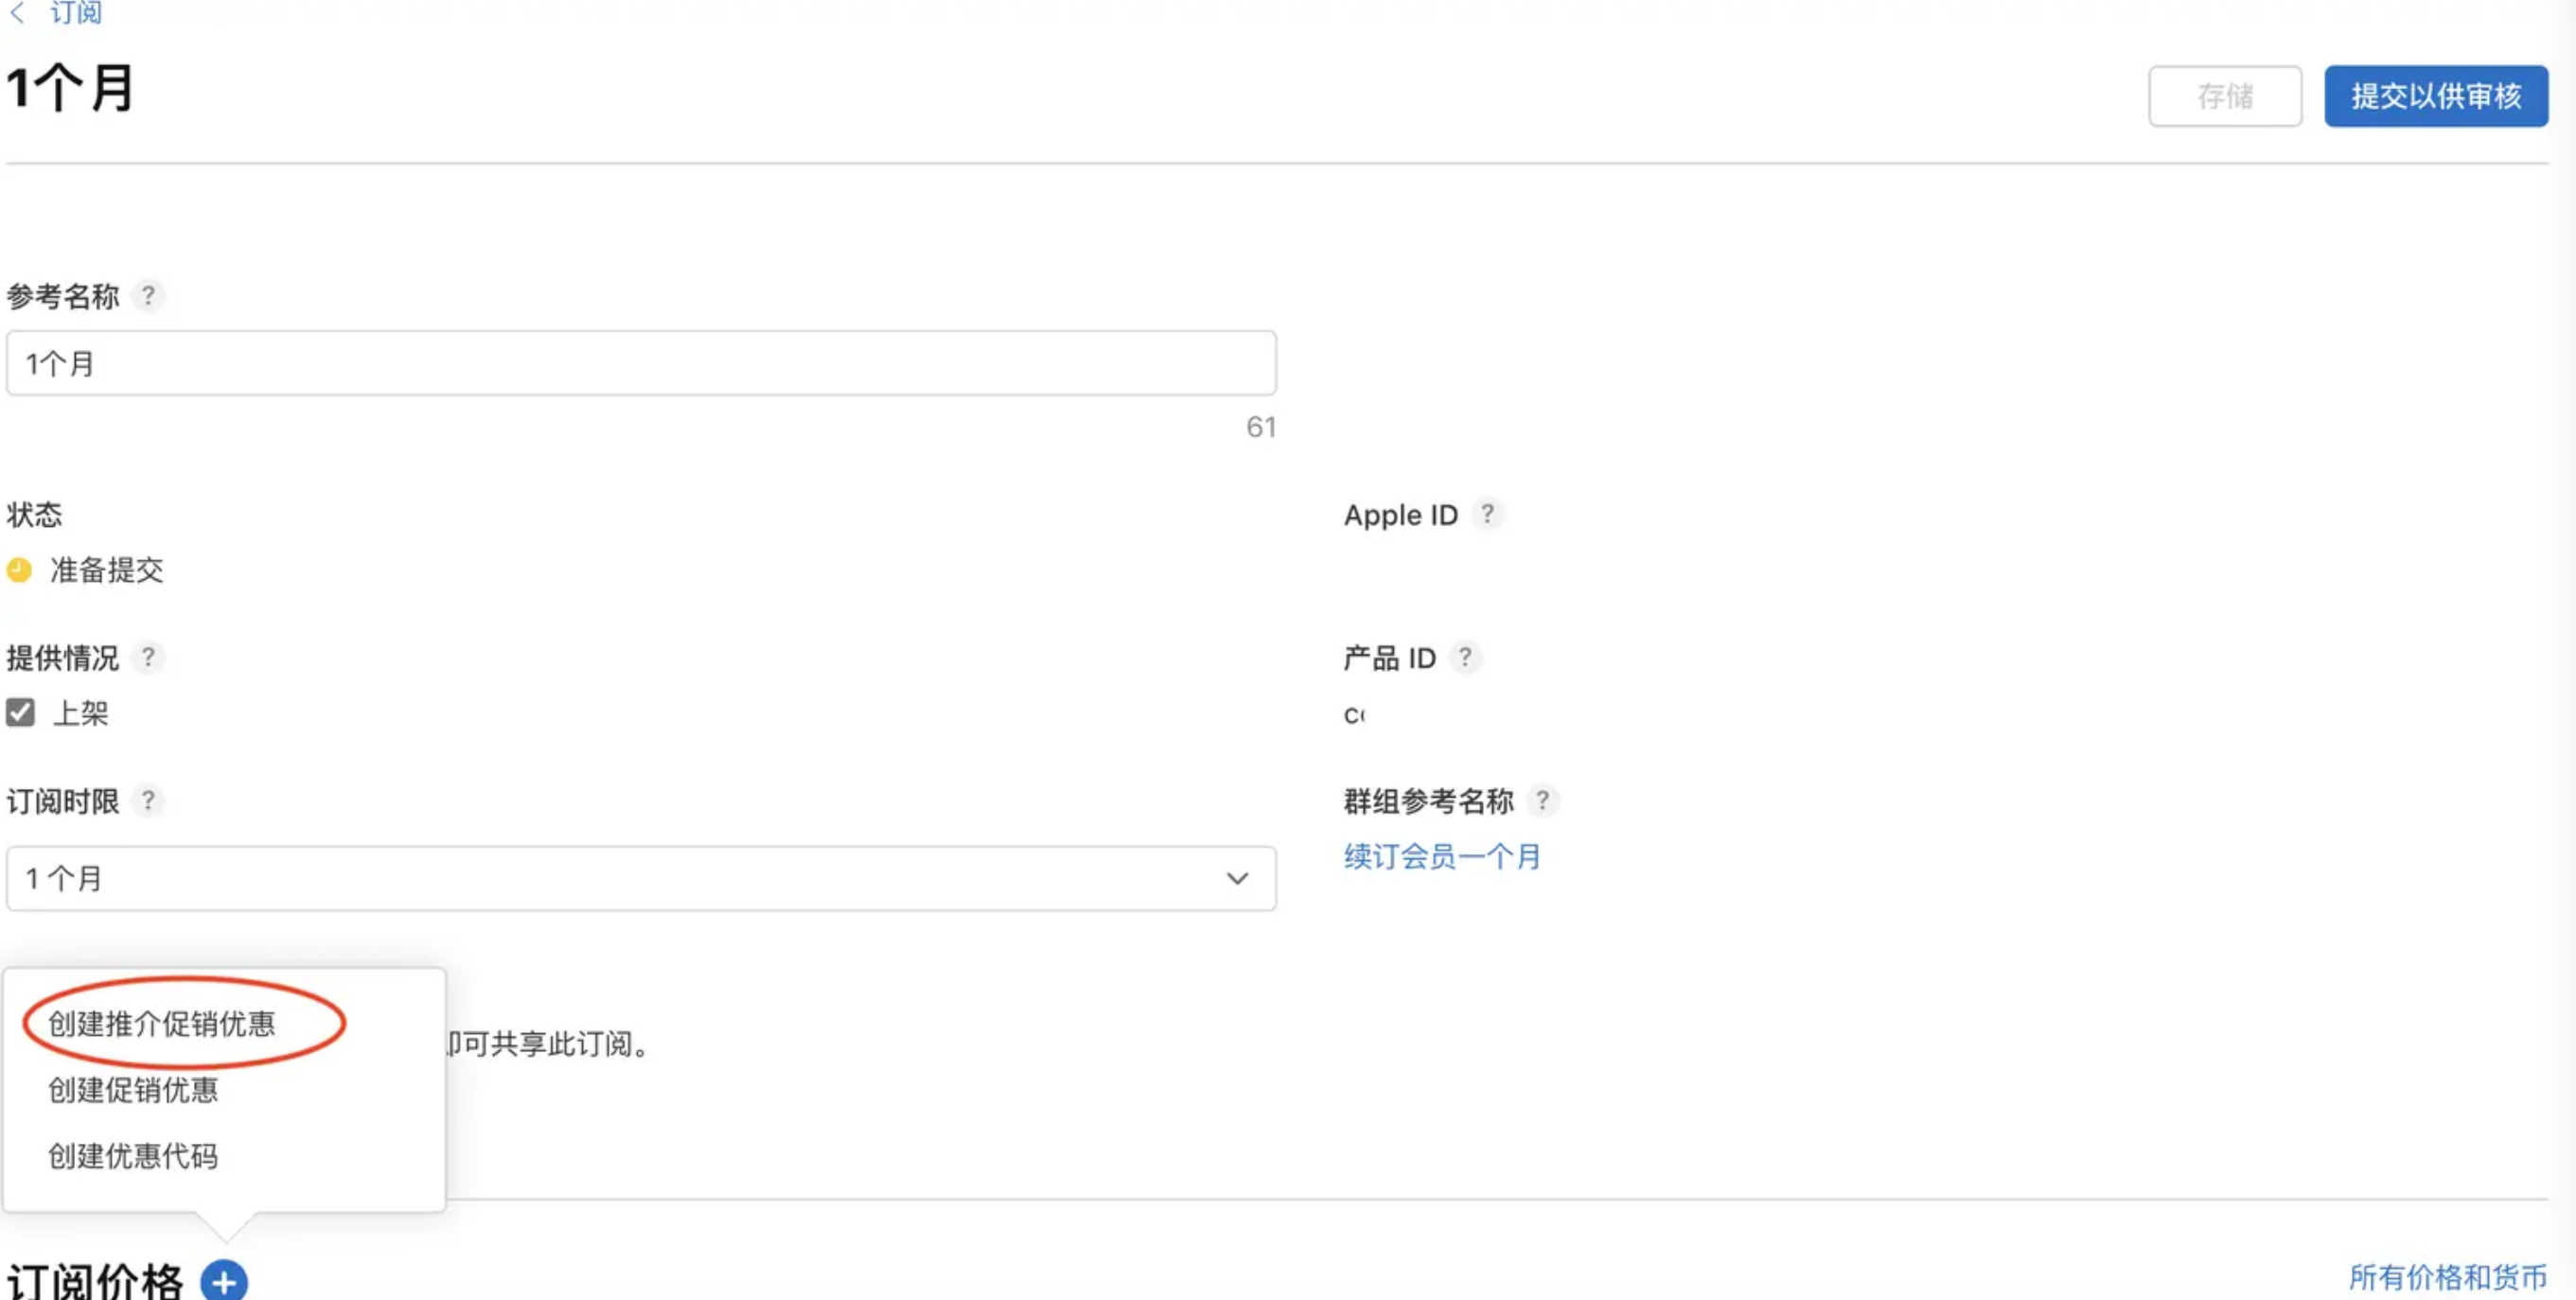 订阅
1个月
存储
提交以供审核
参考名称 ?
1个月
61
状态
准备提交
Apple ID ?
提供情况 ?
上架
产品 ID ?
订阅时限 ?
1 个月
群组参考名称 ?
续订会员一个月
创建推介促销优惠
即可共享此订阅。
创建促销优惠
创建优惠代码
订阅价格
所有价格和货币